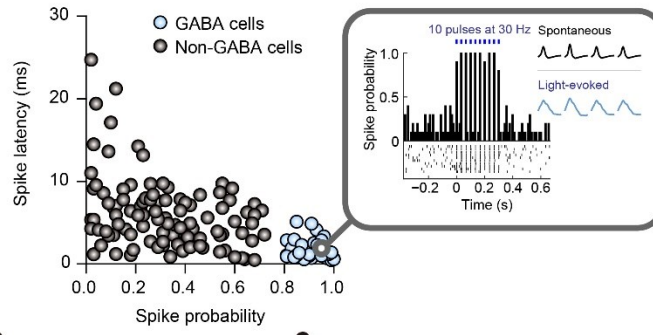 30
20
10
0
Spike latency (ms)
GABA cells
Non-GABA cells
0.0 0.2 0.4 0.6 0.8 1.0
Spike probability
10 pulses at 30 Hz
Spontaneous
Light-evoked
1.0
0.5
0
Spike probability
−0.2 0 0.2 0.4 0.6
Time (s)